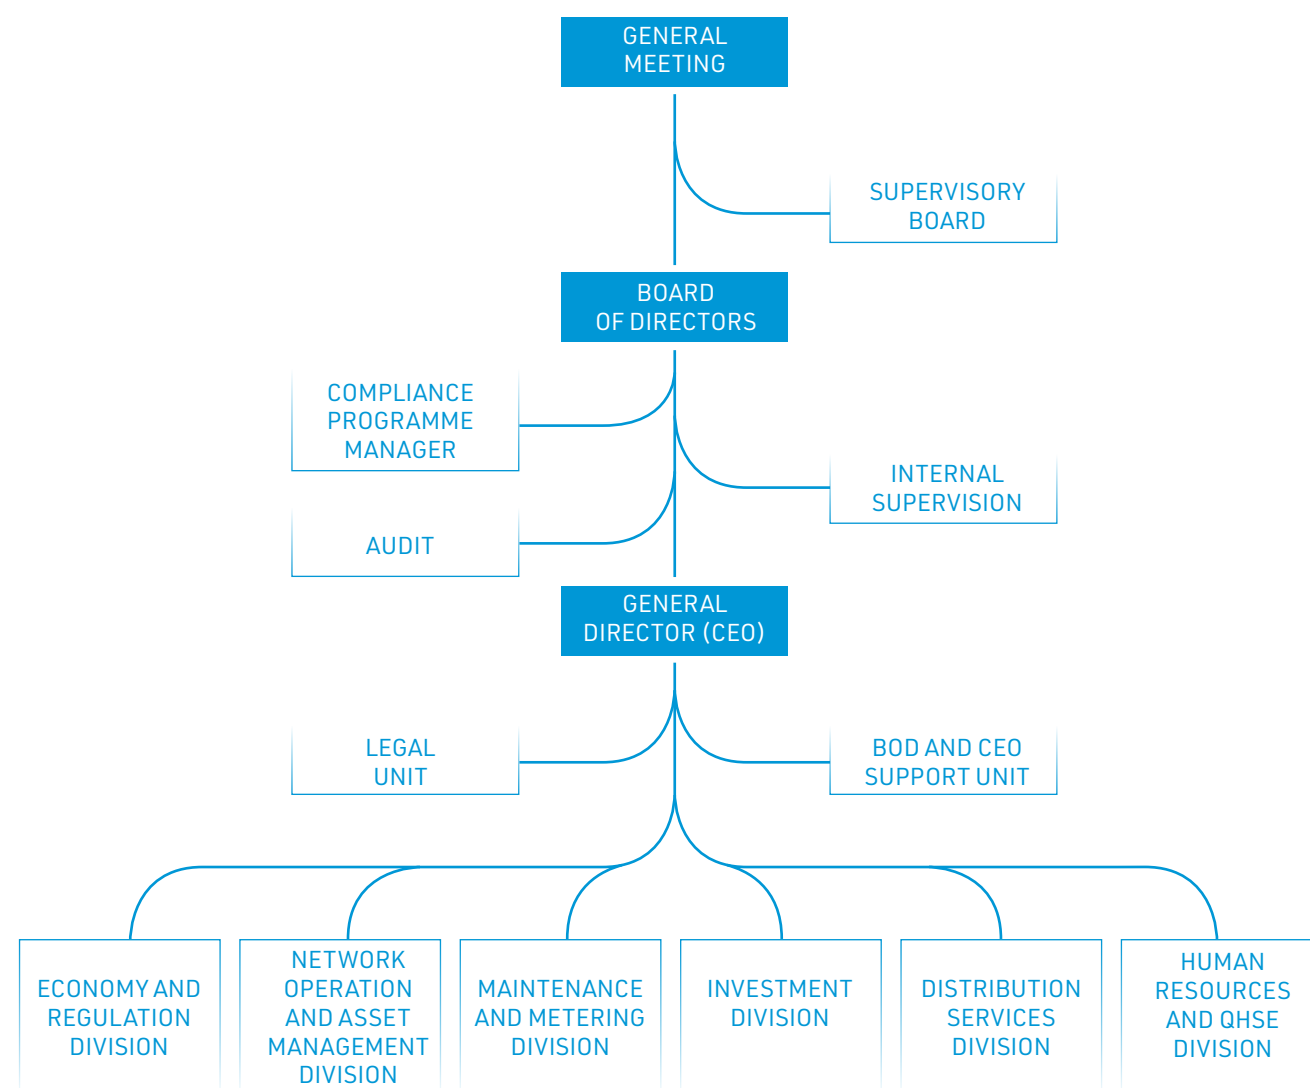 GENERAL
MEETING
SUPERVISORY
BOARD
BOARD
OF DIRECTORS
COMPLIANCE
PROGRAMME
MANAGER
INTERNAL
SUPERVISION
AUDIT
GENERAL
DIRECTOR (CEO)
LEGAL
UNIT
BOD AND CEO
SUPPORT UNIT
ECONOMY AND
REGULATION
DIVISION
NETWORK
OPERATION
AND ASSET
MANAGEMENT
DIVISION
MAINTENANCE
AND METERING
DIVISION
INVESTMENT
DIVISION
DISTRIBUTION
SERVICES
DIVISION
HUMAN
RESOURCES
AND QHSE
DIVISION